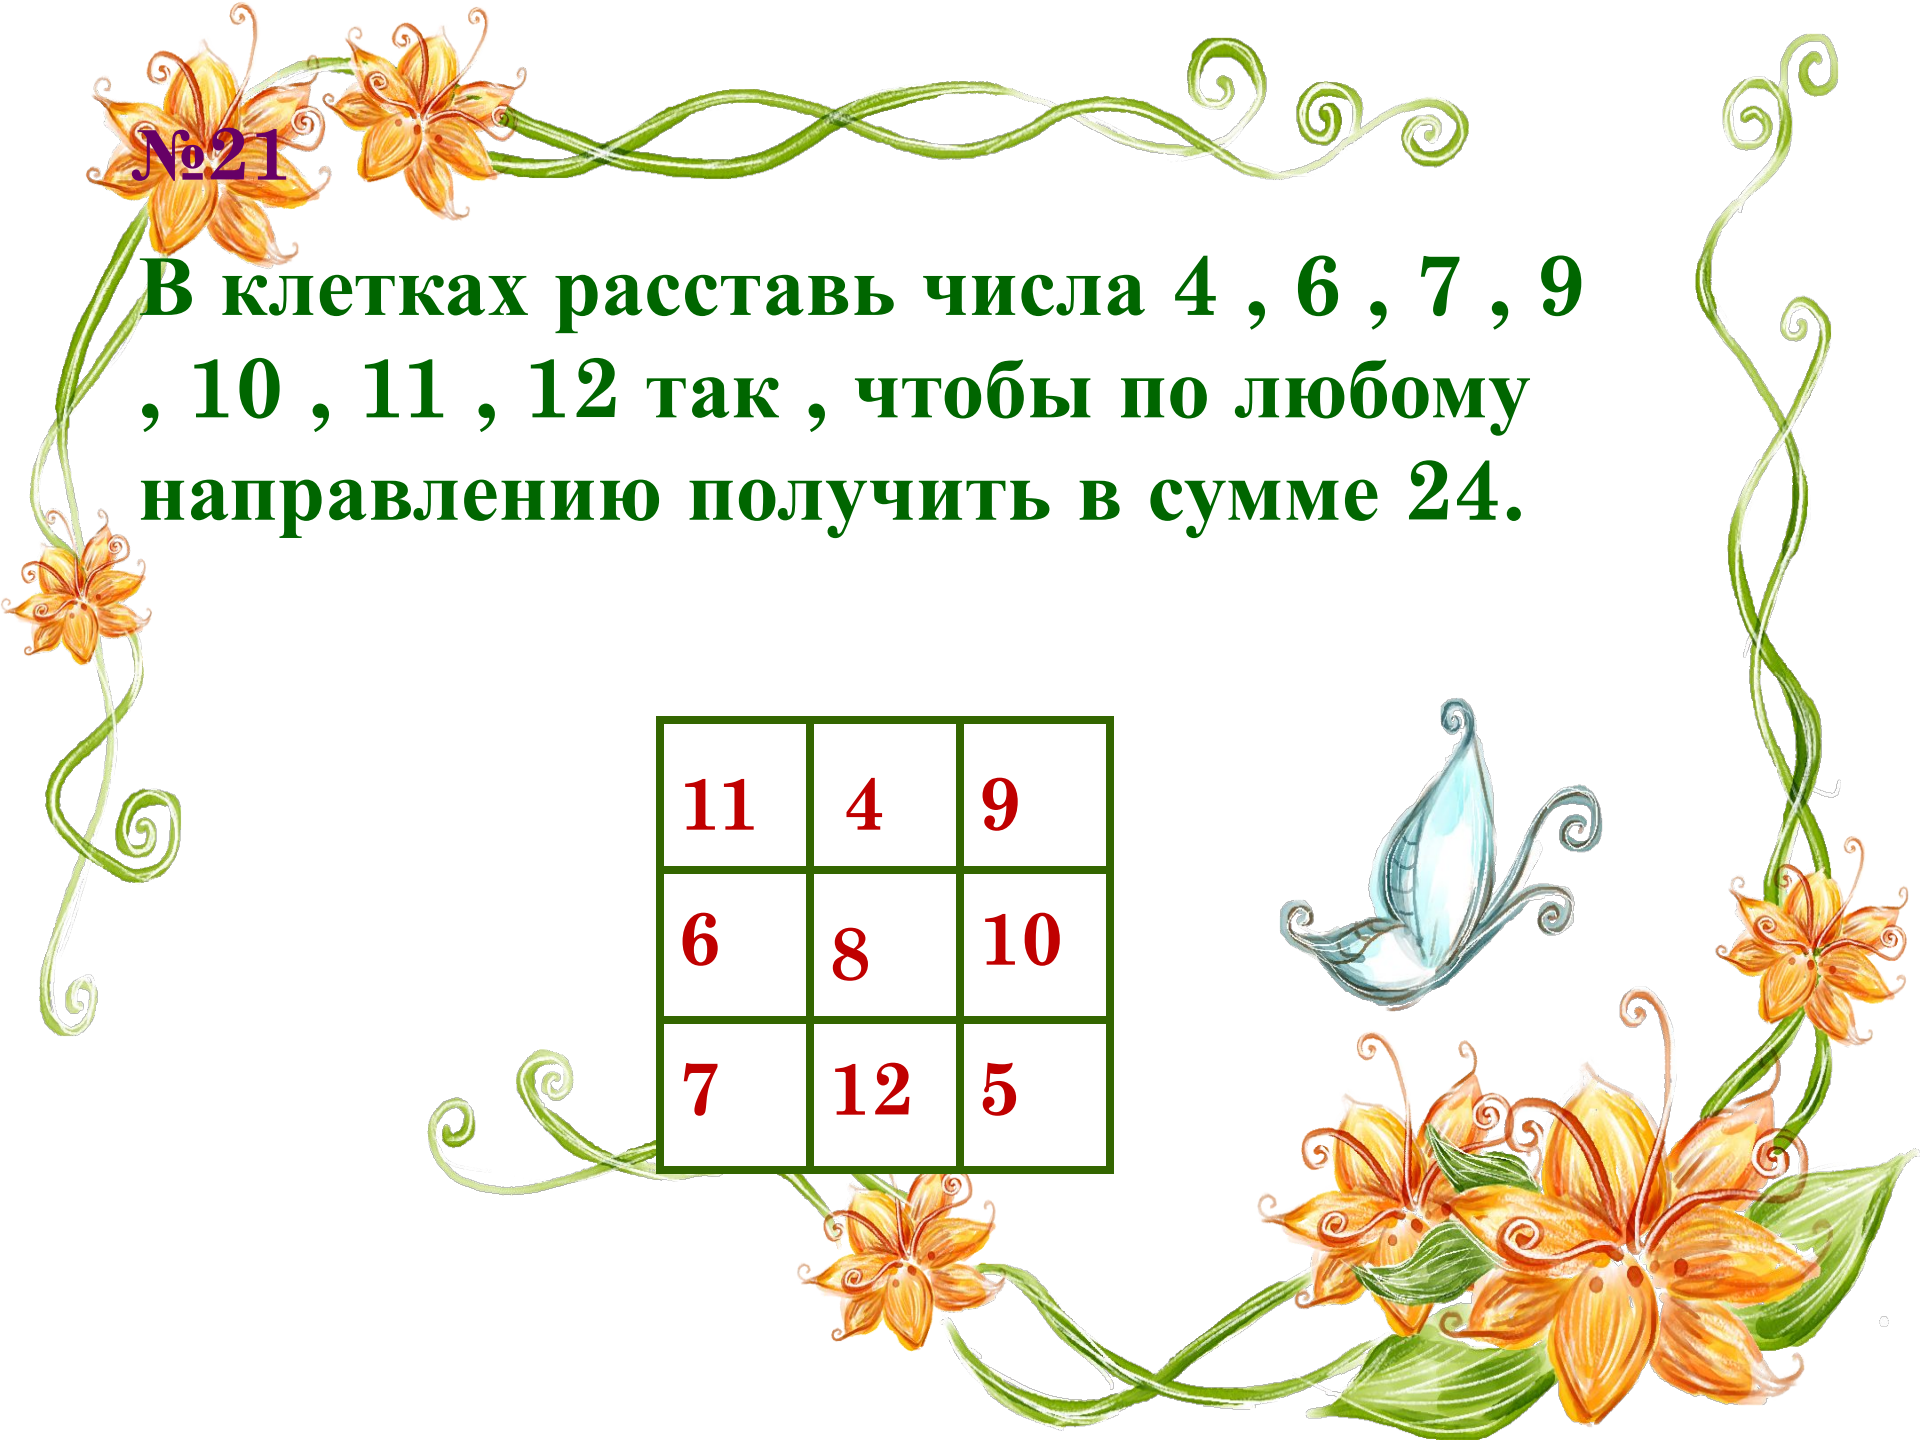 №21
В клетках расставь числа 4 , 6 , 7 , 9
, 10 , 11 , 12 так , чтобы по любому
направлению получить в сумме 24.
11 4 9
6 8 10
7 12 5